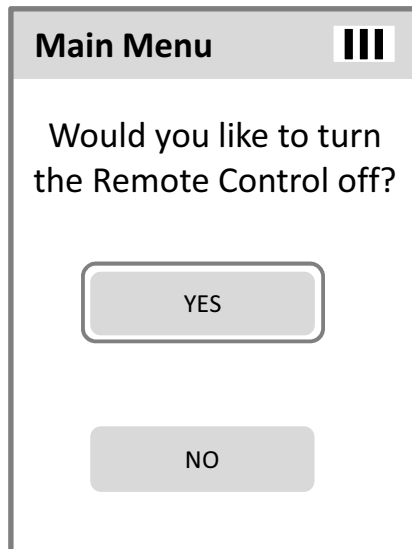 Main Menu
Would you like to turn
the Remote Control off?
YES
NO